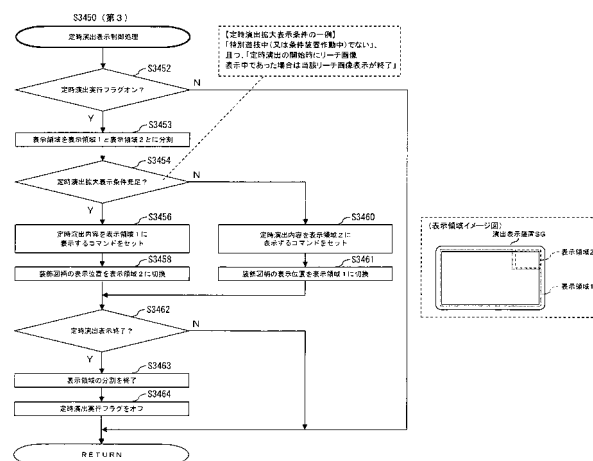 S3450（第３）
定時演出表示制御処理
【定時演出拡大表示条件の一例】
「特別遊技中（又は条件装置作動中）でない」、
且つ、「定時演出の開始時にリーチ画像
表示中であった場合は当該リーチ画像表示が終了」
S3452
定時演出実行フラグオン？
N
Y
S3453
表示領域を表示領域１と表示領域２とに分割
S3454
定時演出拡大表示条件充足？
N
Y
S3456
定時演出内容を表示領域１に
表示するコマンドをセット
S3460
定時演出内容を表示領域２に
表示するコマンドをセット
S3458
装飾図柄の表示位置を表示領域２に切換
S3461
装飾図柄の表示位置を表示領域１に切換
（表示領域イメージ図）
演出表示装置SG
表示領域２
表示領域１
S3462
定時演出表示終了？
N
Y
S3463
表示領域の分割を終了
S3464
定時演出実行フラグをオフ
RETURN